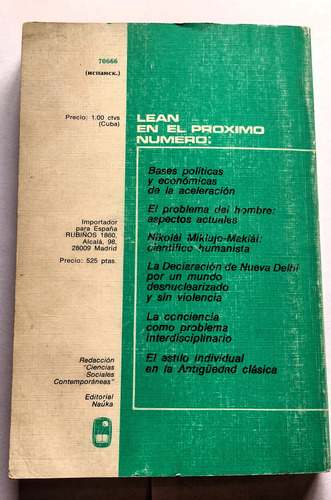 70666
(испанск.)
Precio: 1.00 ctvs
(Cuba)
Importador
para España
RUBIÑOS 1860,
Alcalá, 98,
28009 Madrid
Precio: 525 ptas.
Redacción
"Ciencias
Sociales
Contemporáneas"
Editorial
Naúka
LEAN
EN EL PROXIMO
NUMERO:
Bases políticas
y económicas
de la aceleración
El problema del hombre:
aspectos actuales
Nikolái Miklujo-Maklái:
científico humanista
La Declaración de Nueva Delhi
por un mundo
desnuclearizado
y sin violencia
La conciencia
como problema
interdisciplinario
El estilo individual
en la Antigüedad clásica